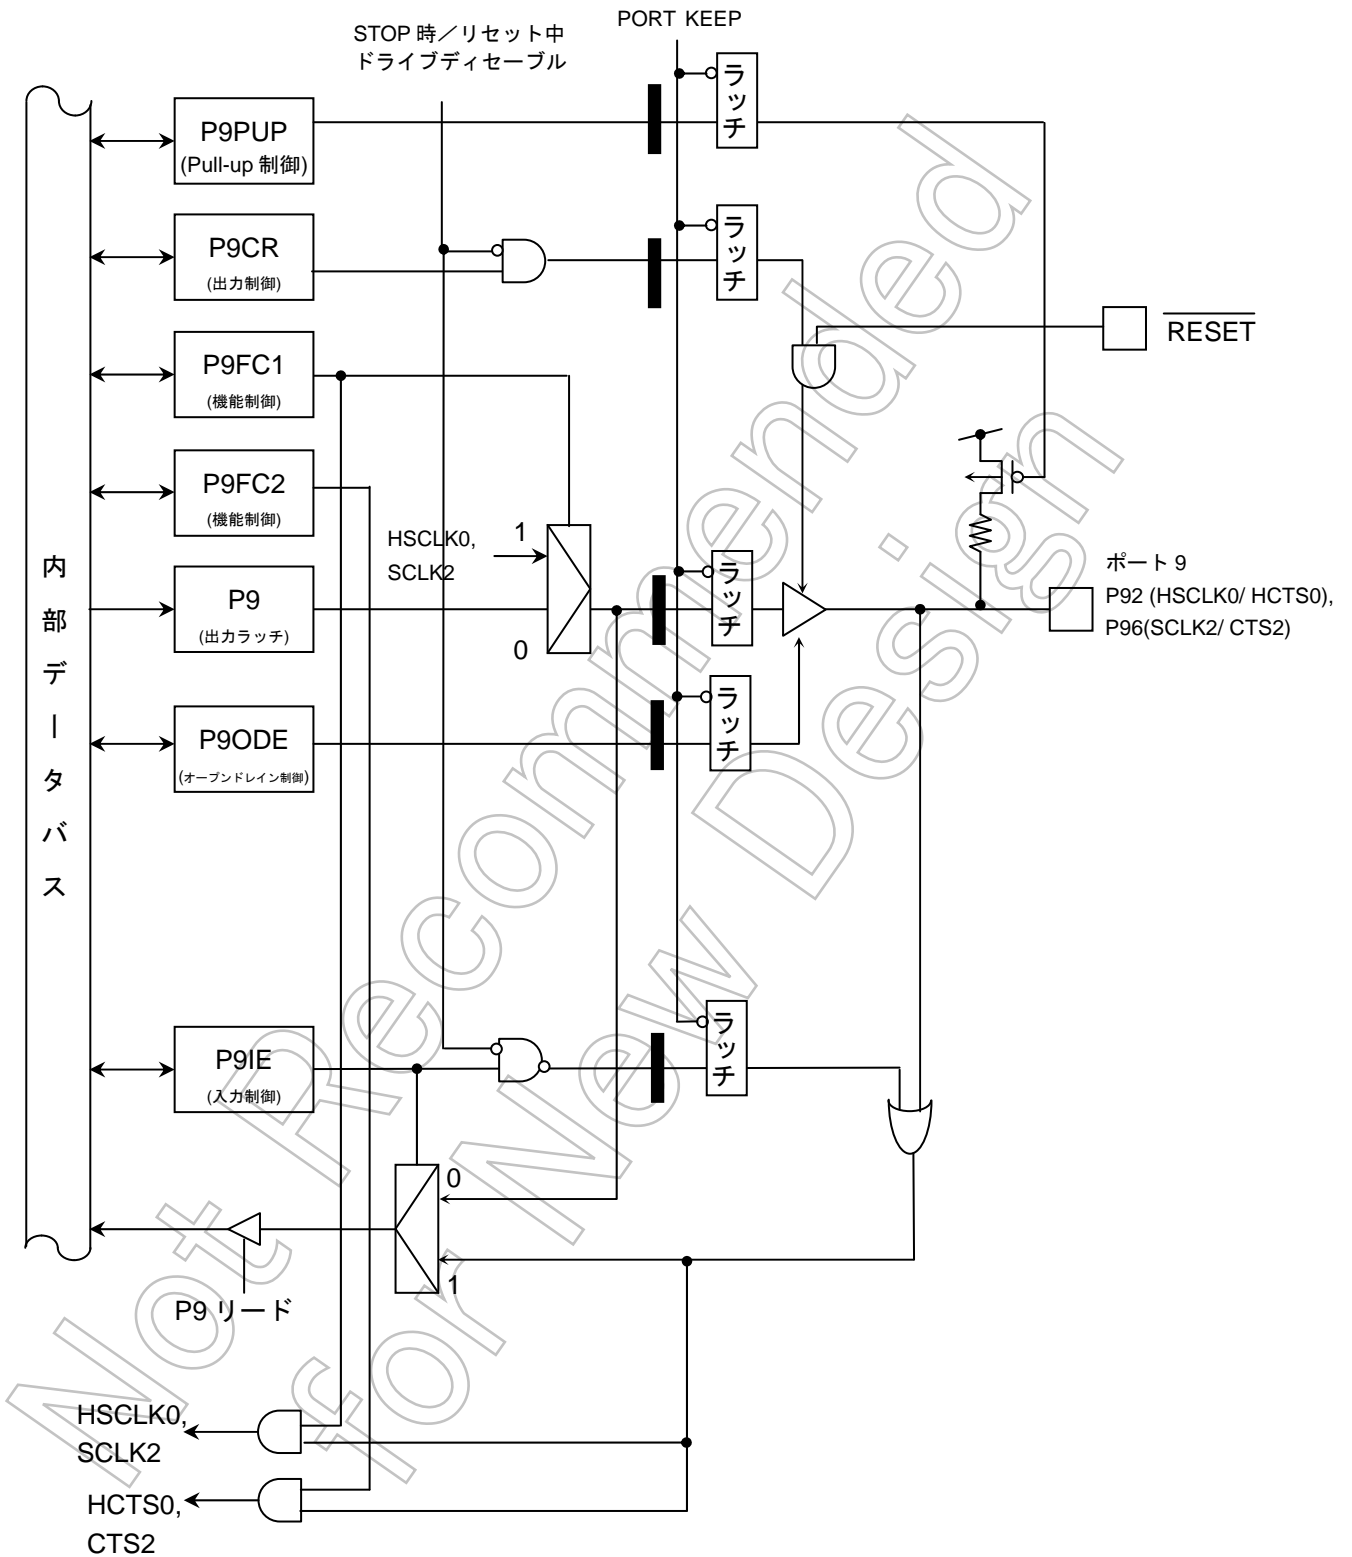 PORT KEEP
STOP 時／リセット中
ドライブディセーブル
ラッチ
P9PUP
(Pull-up 制御)
ラッチ
P9CR
(出力制御)
RESET
P9FC1
(機能制御)
P9FC2
(機能制御)
1
HSCLK0,
SCLK2
0
ラッチ
内部データバス
P9
(出力ラッチ)
ポート 9
P92 (HSCLK0/ HCTS0),
P96(SCLK2/ CTS2)
ラッチ
P9ODE
(オープンドレイン制御)
ラッチ
P9IE
(入力制御)
0
1
P9 リード
HSCLK0,
SCLK2
HCTS0,
CTS2
Not Recommended
for New Design